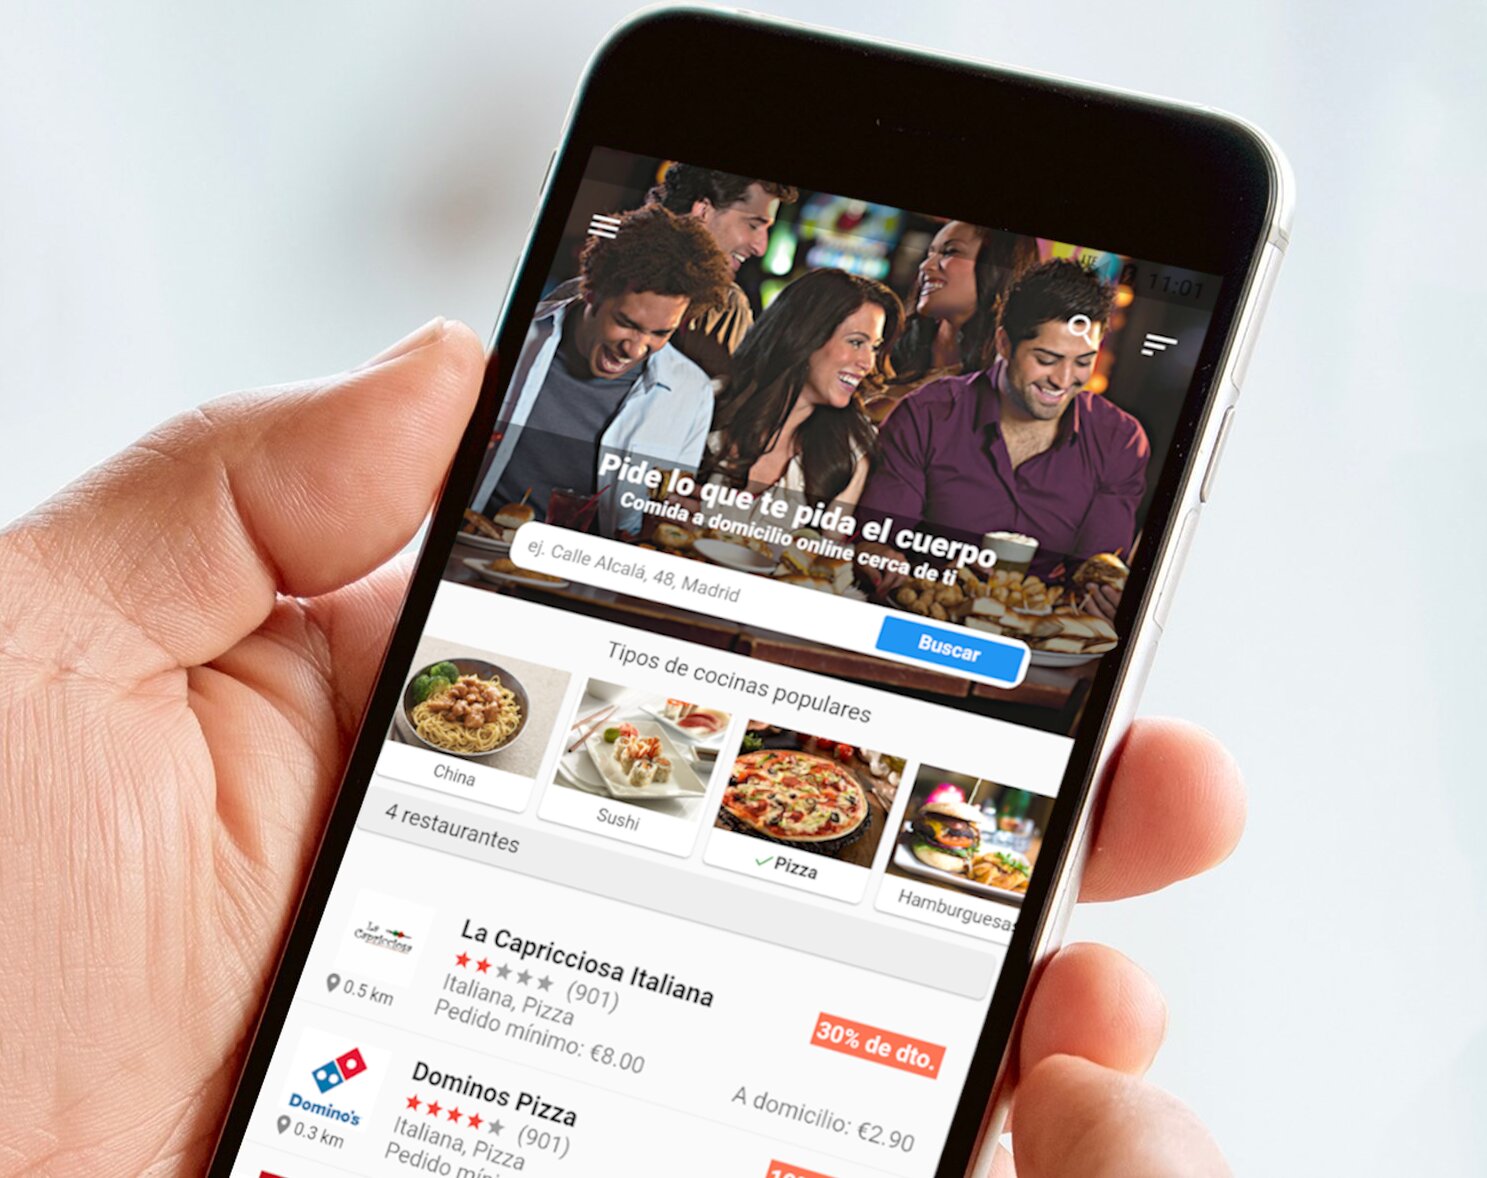 LTE 11:01
Pide lo que te pida el cuerpo
Comida a domicilio online cerca de ti
ej. Calle Alcalá, 48, Madrid
Buscar
Tipos de cocinas populares
China
Sushi
Pizza
Hamburguesas
4 restaurantes
La Capricciosa
La Capricciosa Italiana
(901)
Italiana, Pizza
0.5 km
Pedido mínimo: €8.00
30% de dto.
A domicilio: €2.90
Domino's
Dominos Pizza
(901)
Italiana, Pizza
0.3 km
Pedido míni